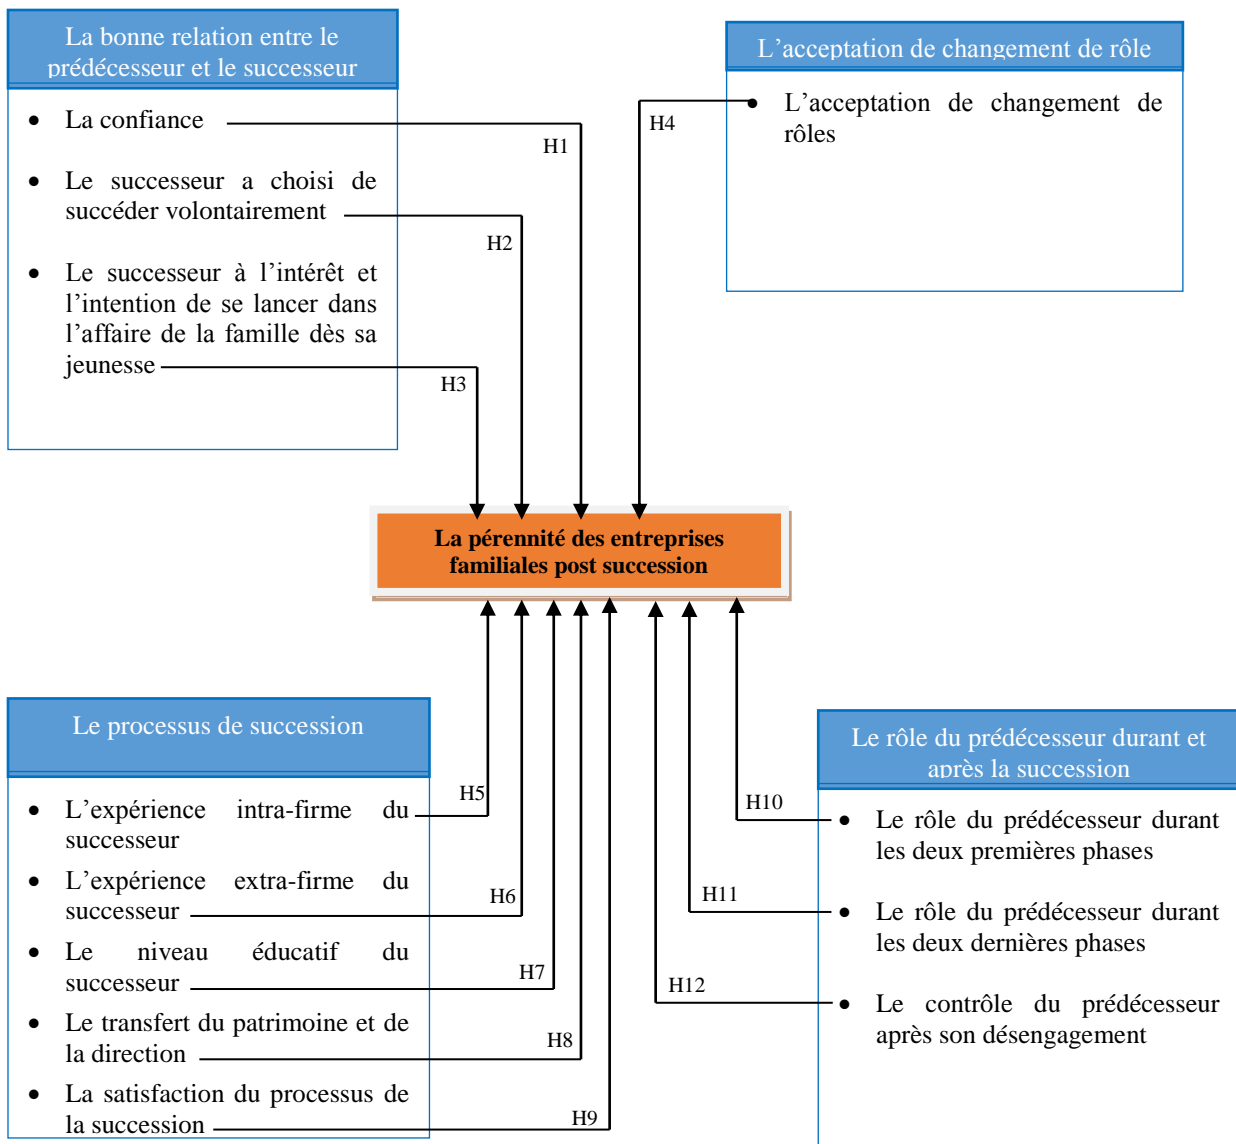 La bonne relation entre le
prédécesseur et le successeur
• La confiance
H1
• Le successeur a choisi de
succéder volontairement
H2
• Le successeur à l’intérêt et
l’intention de se lancer dans
l’affaire de la famille dès sa
jeunesse
H3
L’acceptation de changement de rôle
• L’acceptation de changement de
rôles
H4
La pérennité des entreprises
familiales post succession
Le processus de succession
• L’expérience intra-firme du
successeur
H5
• L’expérience extra-firme du
successeur
H6
• Le niveau éducatif du
successeur
H7
• Le transfert du patrimoine et de
la direction
H8
• La satisfaction du processus de
la succession
H9
Le rôle du prédécesseur durant et
après la succession
H10
• Le rôle du prédécesseur durant
les deux premières phases
H11
• Le rôle du prédécesseur durant
les deux dernières phases
H12
• Le contrôle du prédécesseur
après son désengagement